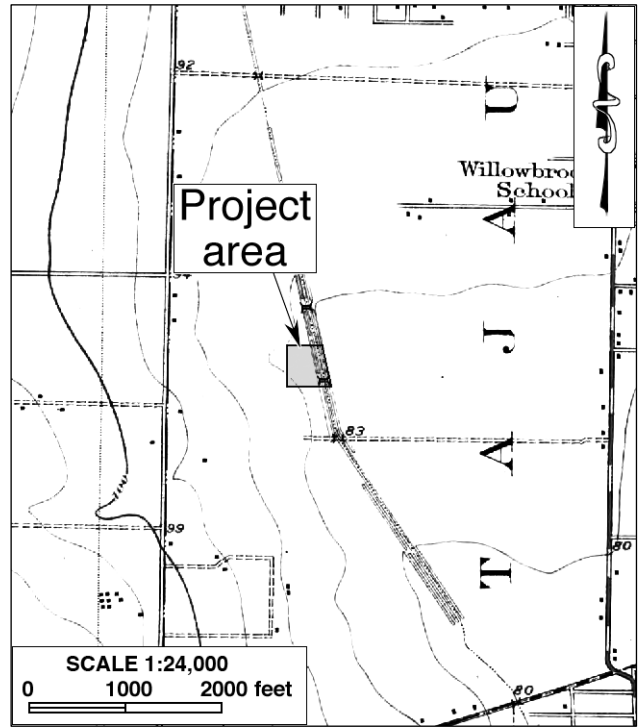 92
U
Willowbroo
School
A
Project
area
J
83
A
99
80
T
SCALE 1:24,000
0 1000 2000 feet
80